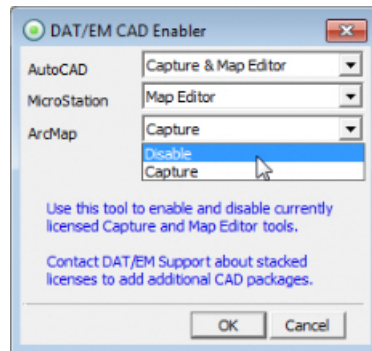 DAT/EM CAD Enabler
AutoCAD Capture & Map Editor
MicroStation Map Editor
ArcMap Capture
Disable
Capture
Use this tool to enable and disable currently
licensed Capture and Map Editor tools.
Contact DAT/EM Support about stacked
licenses to add additional CAD packages.
OK Cancel